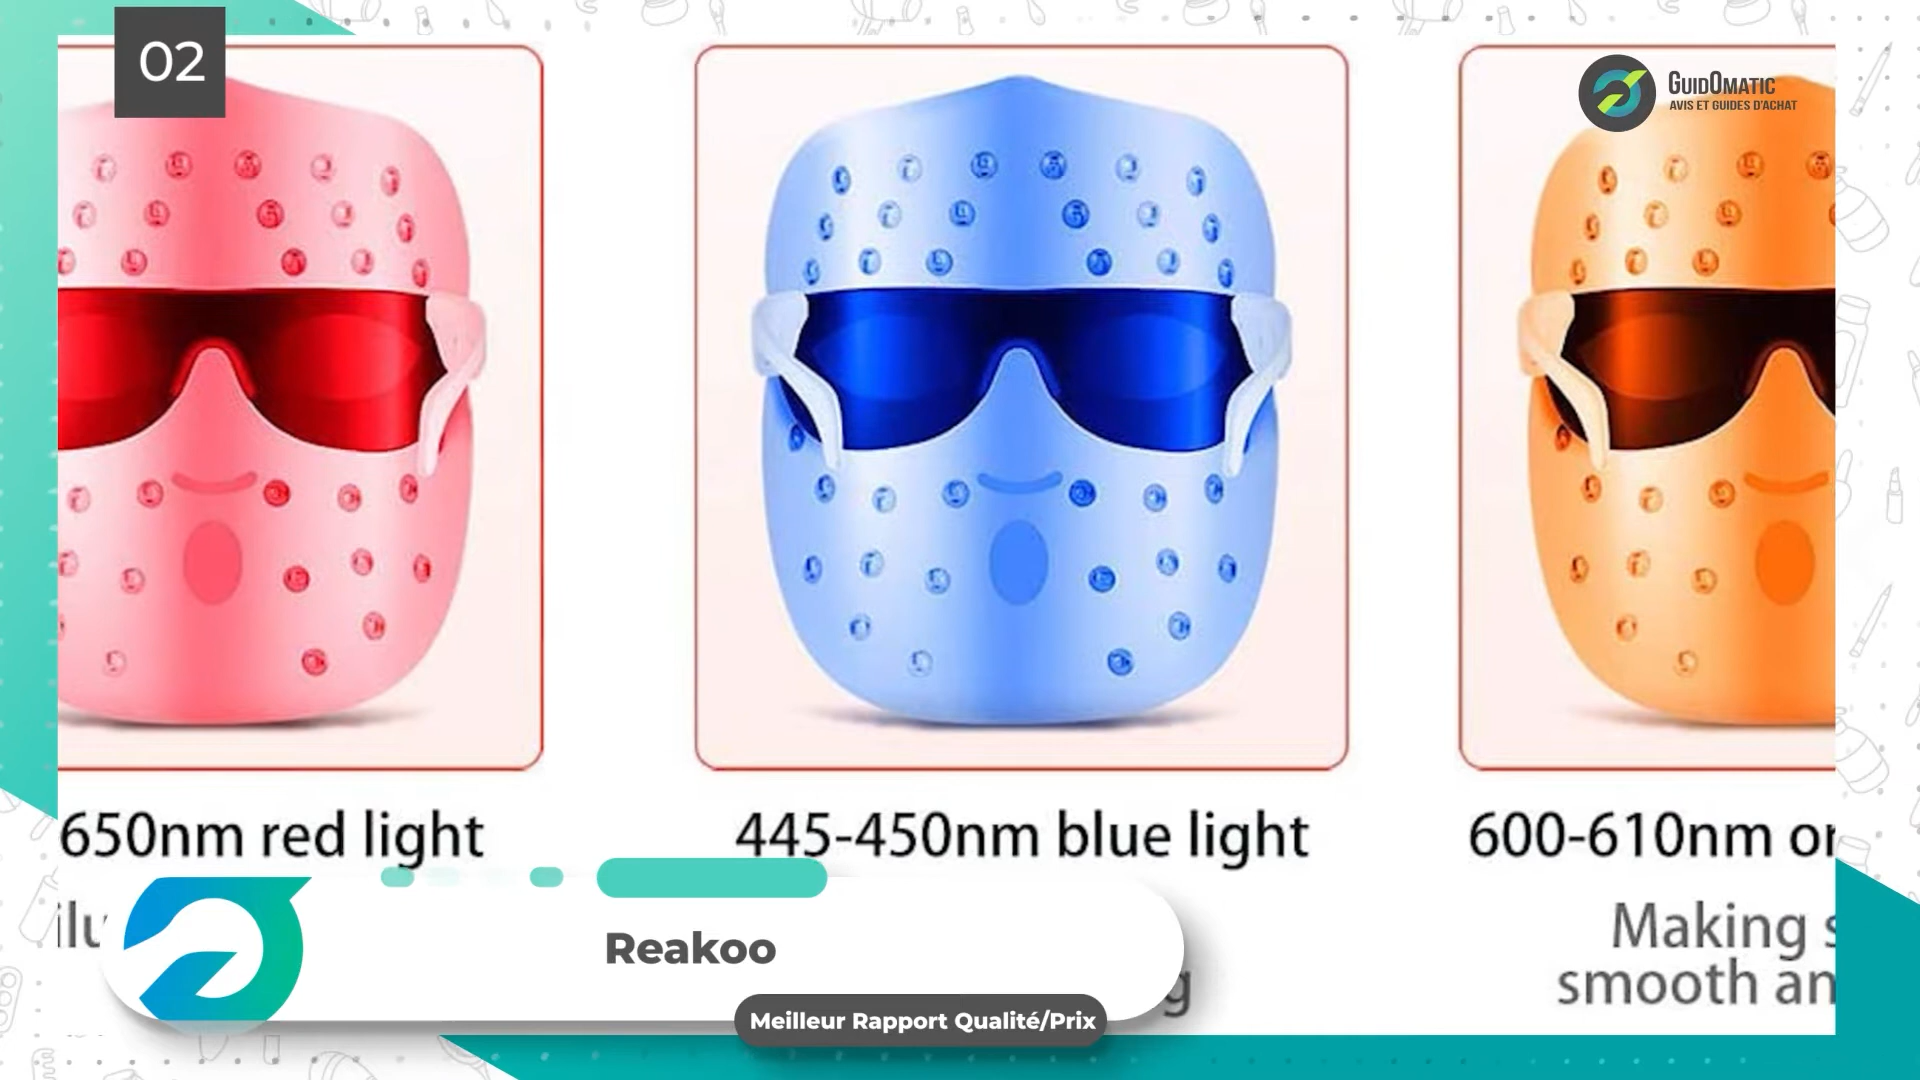 02
GUIDOMATIC
AVIS ET GUIDES D'ACHAT
650nm red light
445-450nm blue light
600-610nm or
Making s
smooth an
Reakoo
Meilleur Rapport Qualité/Prix